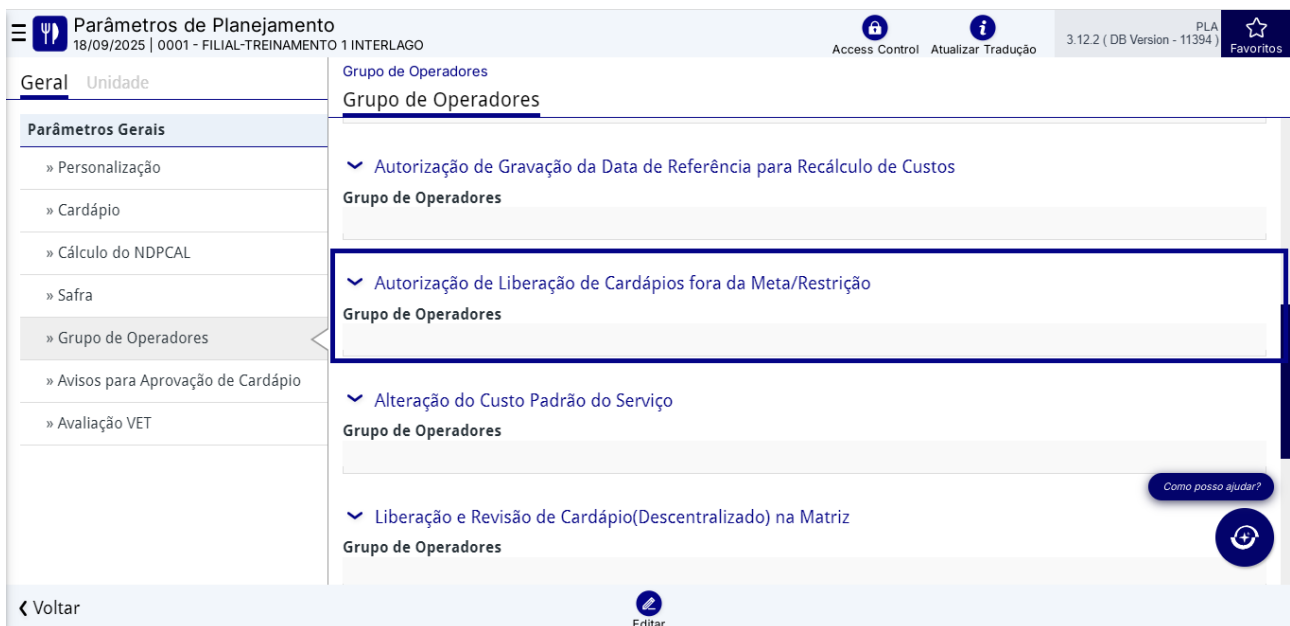 Parâmetros de Planejamento
18/09/2025 | 0001 - FILIAL-TREINAMENTO 1 INTERLAGO
Access Control
Atualizar Tradução
PLA
3.12.2 ( DB Version - 11394 )
Favoritos
Geral
Unidade
Parâmetros Gerais
» Personalização
» Cardápio
» Cálculo do NDPCAL
» Safra
» Grupo de Operadores
» Avisos para Aprovação de Cardápio
» Avaliação VET
Grupo de Operadores
Grupo de Operadores
Autorização de Gravação da Data de Referência para Recálculo de Custos
Grupo de Operadores
Autorização de Liberação de Cardápios fora da Meta/Restrição
Grupo de Operadores
Alteração do Custo Padrão do Serviço
Grupo de Operadores
Liberação e Revisão de Cardápio(Descentralizado) na Matriz
Grupo de Operadores
Como posso ajudar?
Voltar
Editar